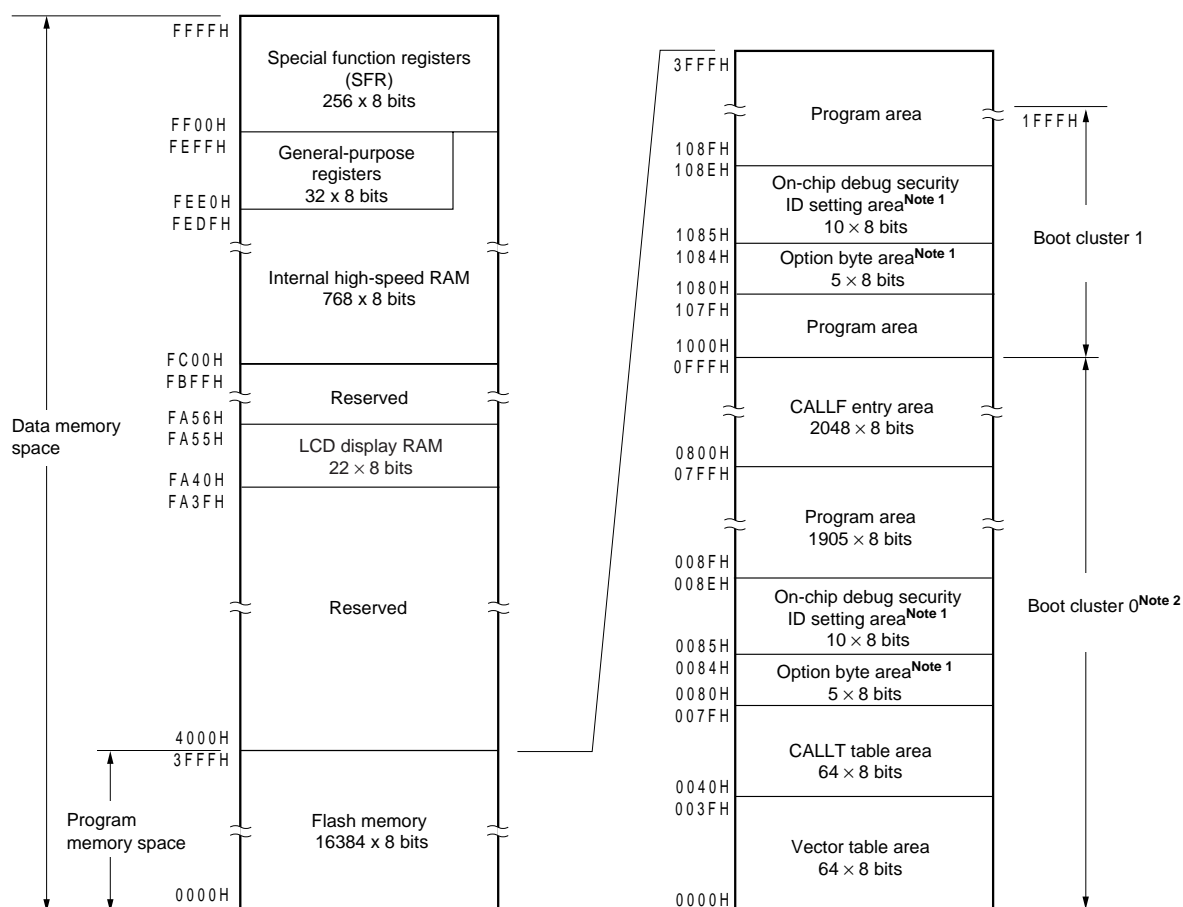 FFFFH
Special function registers
(SFR)
256 x 8 bits
FF00H
FEFFH
General-purpose
registers
32 x 8 bits
FEE0H
FEDFH
Internal high-speed RAM
768 x 8 bits
FC00H
FBFFH
Reserved
FA56H
FA55H
LCD display RAM
22 × 8 bits
FA40H
FA3FH
Reserved
Data memory
space
4000H
3FFFH
Flash memory
16384 x 8 bits
Program
memory space
0000H
3FFFH
Program area
1FFFH
108FH
108EH
On-chip debug security
ID setting areaNote 1
10 × 8 bits
1085H
1084H
Option byte areaNote 1
5 × 8 bits
1080H
107FH
Program area
Boot cluster 1
1000H
0FFFH
CALLF entry area
2048 × 8 bits
0800H
07FFH
Program area
1905 × 8 bits
008FH
008EH
On-chip debug security
ID setting areaNote 1
10 × 8 bits
Boot cluster 0Note 2
0085H
0084H
Option byte areaNote 1
5 × 8 bits
0080H
007FH
CALLT table area
64 × 8 bits
0040H
003FH
Vector table area
64 × 8 bits
0000H